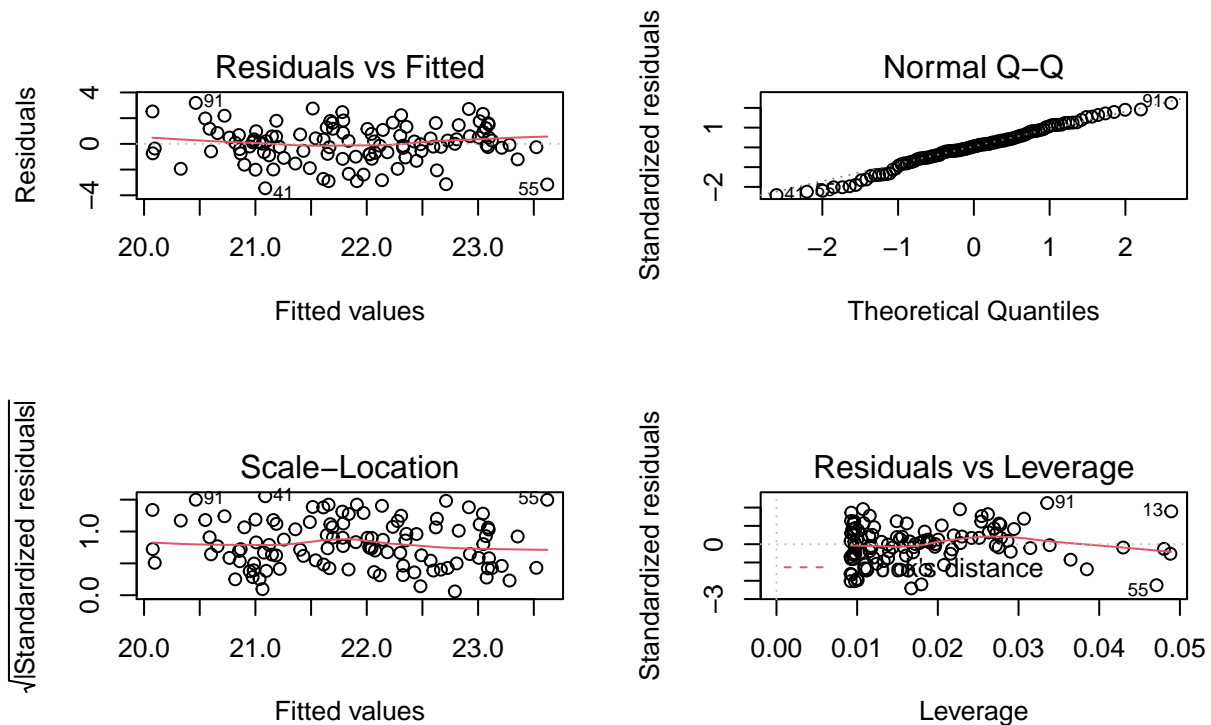 Residuals vs Fitted
Residuals
4
0
−4
91
41
55
20.0 21.0 22.0 23.0
Fitted values
Normal Q−Q
Standardized residuals
1
−2
91
41
−2 −1 0 1 2
Theoretical Quantiles
Scale−Location
√|Standardized residuals|
1.0
0.0
91
41
55
20.0 21.0 22.0 23.0
Fitted values
Residuals vs Leverage
Standardized residuals
0
−3
91
13
55
Cook's distance
0.00 0.01 0.02 0.03 0.04 0.05
Leverage